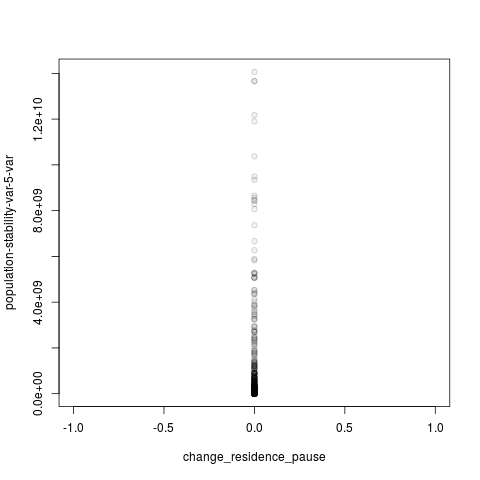 population-stability-var-5-var
0.0e+00
4.0e+09
8.0e+09
1.2e+10
-1.0
-0.5
0.0
0.5
1.0
change_residence_pause